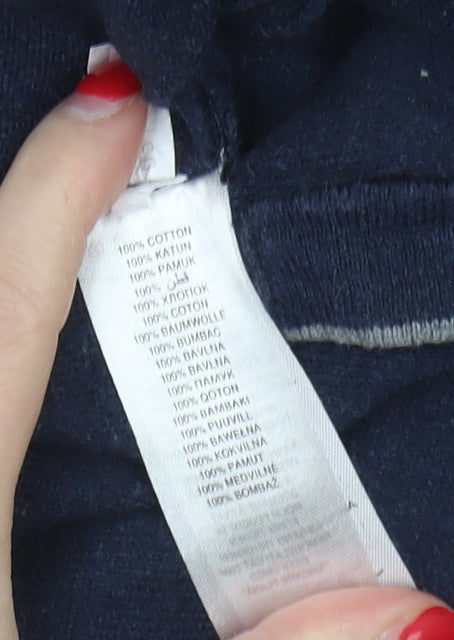 100% COTTON
100% KATUN
100% PAMUK
100% قطن
100% ХЛОПОК
100% COTON
100% BAUMWOLLE
100% BUMBAC
100% BAVLNA
100% BAVLNA
100% ПАМУК
100% QOTON
100% BAMBAKI
100% PUUVILL
100% BAWEŁNA
100% KOKVILNA
100% PAMUT
100% MEDVILNĖ
100% BOMBAŽ